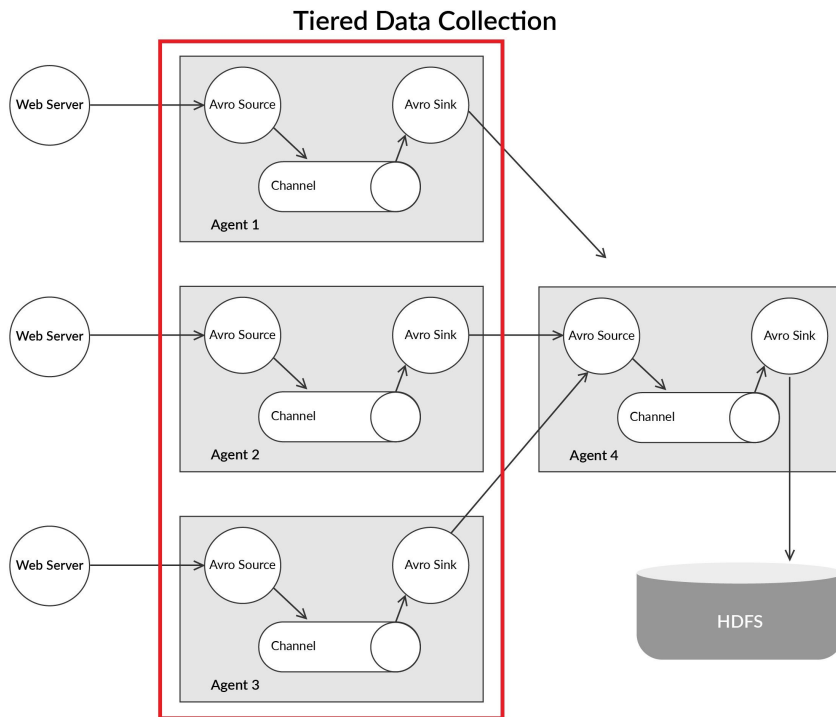 Tiered Data Collection
Web Server
Avro Source
Avro Sink
Channel
Agent 1
Web Server
Avro Source
Avro Sink
Channel
Agent 2
Avro Source
Avro Sink
Channel
Agent 4
Web Server
Avro Source
Avro Sink
Channel
Agent 3
HDFS